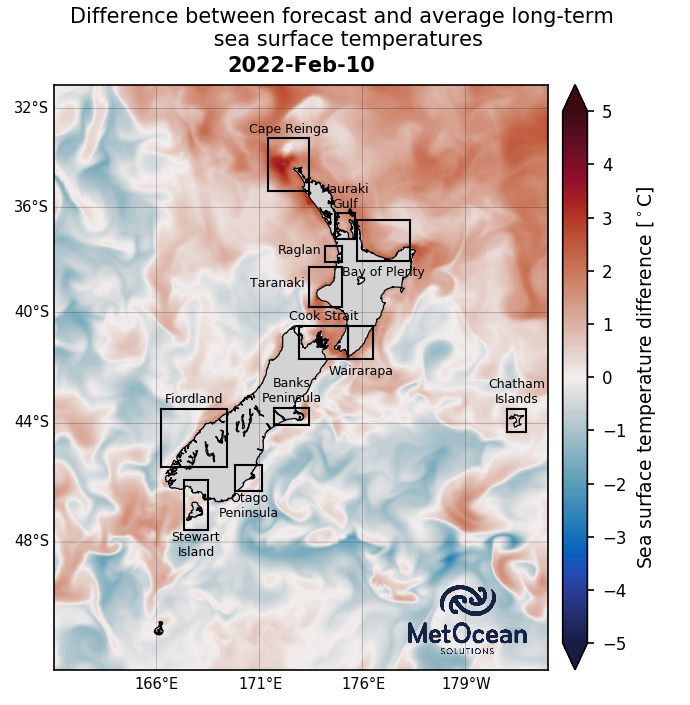 Difference between forecast and average long-term
sea surface temperatures
2022-Feb-10
32°S
36°S
40°S
44°S
48°S
166°E
171°E
176°E
179°W
Cape Reinga
Hauraki
Gulf
Raglan
Bay of Plenty
Taranaki
Cook Strait
Wairarapa
Banks
Peninsula
Fiordland
Chatham
Islands
Otago
Peninsula
Stewart
Island
MetOcean
SOLUTIONS
5
4
3
2
1
0
−1
−2
−3
−4
−5
Sea surface temperature difference [°C]